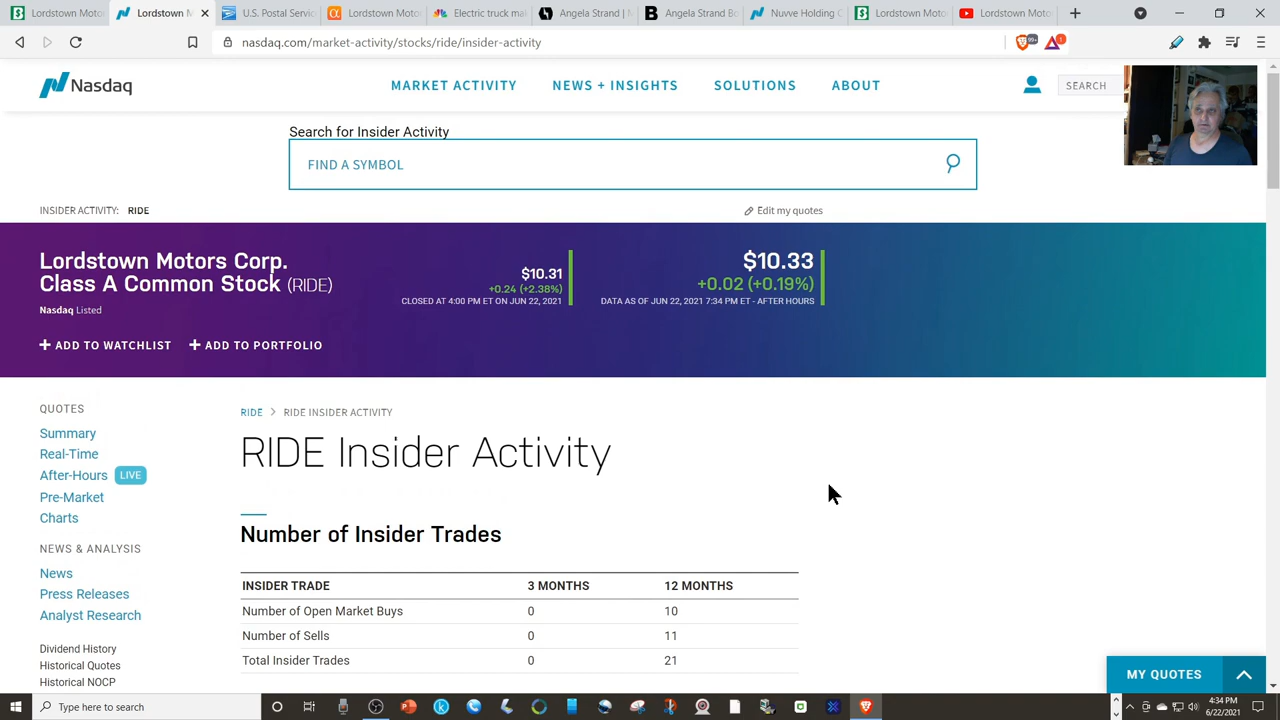 Lordstown Motor
Lordstown M
U.S. Postal Servic
Lordstown Moto
Electric truck mak
Angela Strand | M
Angela Strand Bo
Nuvve Holding C
Lordstown Moto
Lordstown Moto
nasdaq.com/market-activity/stocks/ride/insider-activity
99+
1
Nasdaq
MARKET ACTIVITY
NEWS + INSIGHTS
SOLUTIONS
ABOUT
SEARCH
Search for Insider Activity
FIND A SYMBOL
INSIDER ACTIVITY: RIDE
Edit my quotes
Lordstown Motors Corp.
Class A Common Stock (RIDE)
Nasdaq Listed
$10.31
+0.24 (+2.38%)
CLOSED AT 4:00 PM ET ON JUN 22, 2021
$10.33
+0.02 (+0.19%)
DATA AS OF JUN 22, 2021 7:34 PM ET - AFTER HOURS
+ ADD TO WATCHLIST
+ ADD TO PORTFOLIO
QUOTES
Summary
Real-Time
After-Hours LIVE
Pre-Market
Charts
NEWS & ANALYSIS
News
Press Releases
Analyst Research
Dividend History
Historical Quotes
Historical NOCP
RIDE > RIDE INSIDER ACTIVITY
RIDE Insider Activity
Number of Insider Trades
INSIDER TRADE 3 MONTHS 12 MONTHS
Number of Open Market Buys 0 10
Number of Sells 0 11
Total Insider Trades 0 21
MY QUOTES
Type here to search
4:34 PM
6/22/2021